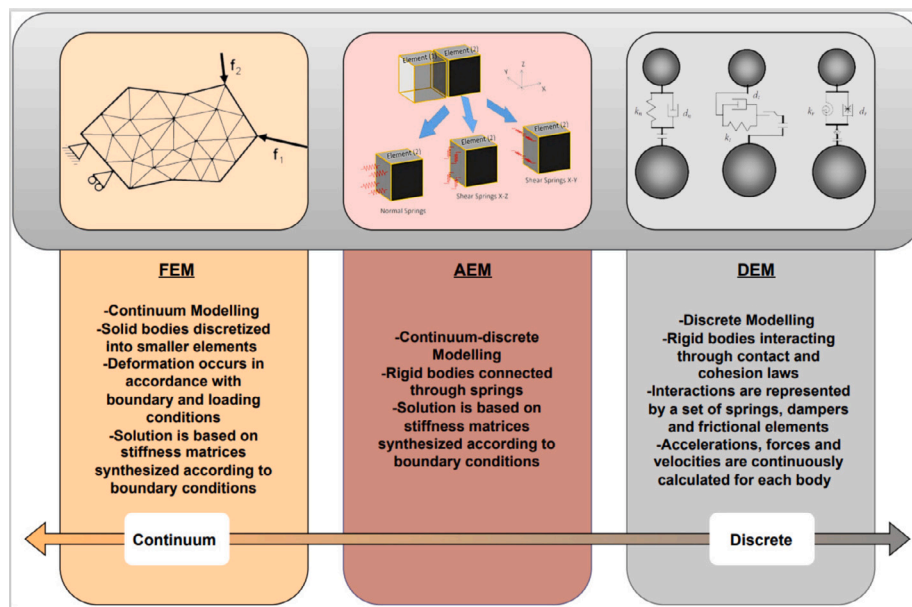 f₂
f₁
Element (1)
Element (2)
Z
Y
X
Element (2)
Normal Springs
Element (2)
Shear Springs X-Z
Element (2)
Shear Springs X-Y
dₜ
kₙ
dₙ
FEM
-Continuum Modelling
-Solid bodies discretized
into smaller elements
-Deformation occurs in
accordance with
boundary and loading
conditions
-Solution is based on
stiffness matrices
synthesized according to
boundary conditions
AEM
-Continuum-discrete
Modelling
-Rigid bodies connected
through springs
-Solution is based on
stiffness matrices
synthesized according to
boundary conditions
DEM
-Discrete Modelling
-Rigid bodies interacting
through contact and
cohesion laws
-Interactions are represented
by a set of springs, dampers
and frictional elements
-Accelerations, forces and
velocities are continuously
calculated for each body
Continuum
Discrete